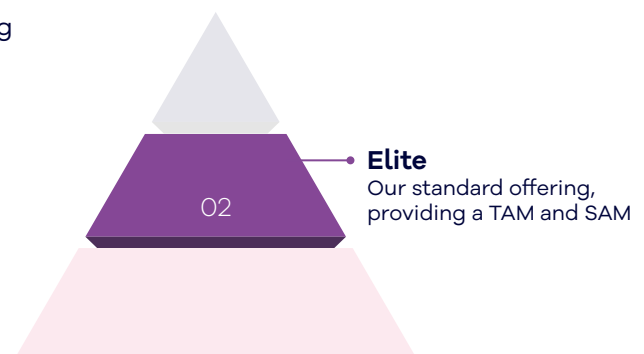 g
Elite
Our standard offering,
providing a TAM and SAM
02